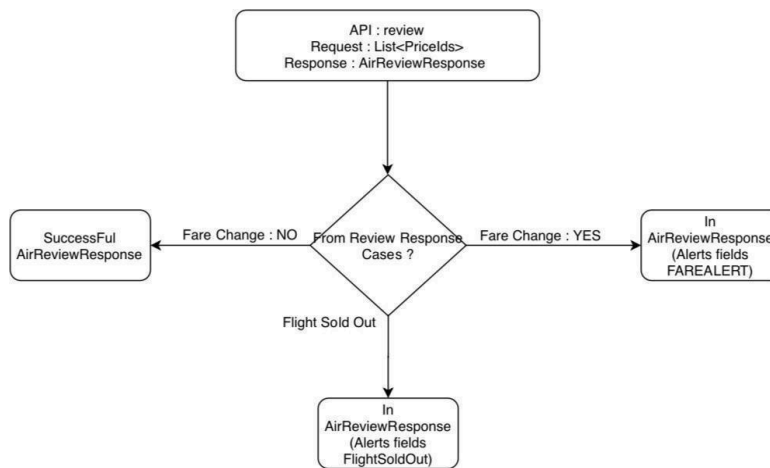 API : review
Request : List<PriceIds>
Response : AirReviewResponse
SuccessFul
AirReviewResponse
Fare Change : NO
From Review Response
Cases ?
Fare Change : YES
In
AirReviewResponse
(Alerts fields
FAREALERT)
Flight Sold Out
In
AirReviewResponse
(Alerts fields
FlightSoldOut)